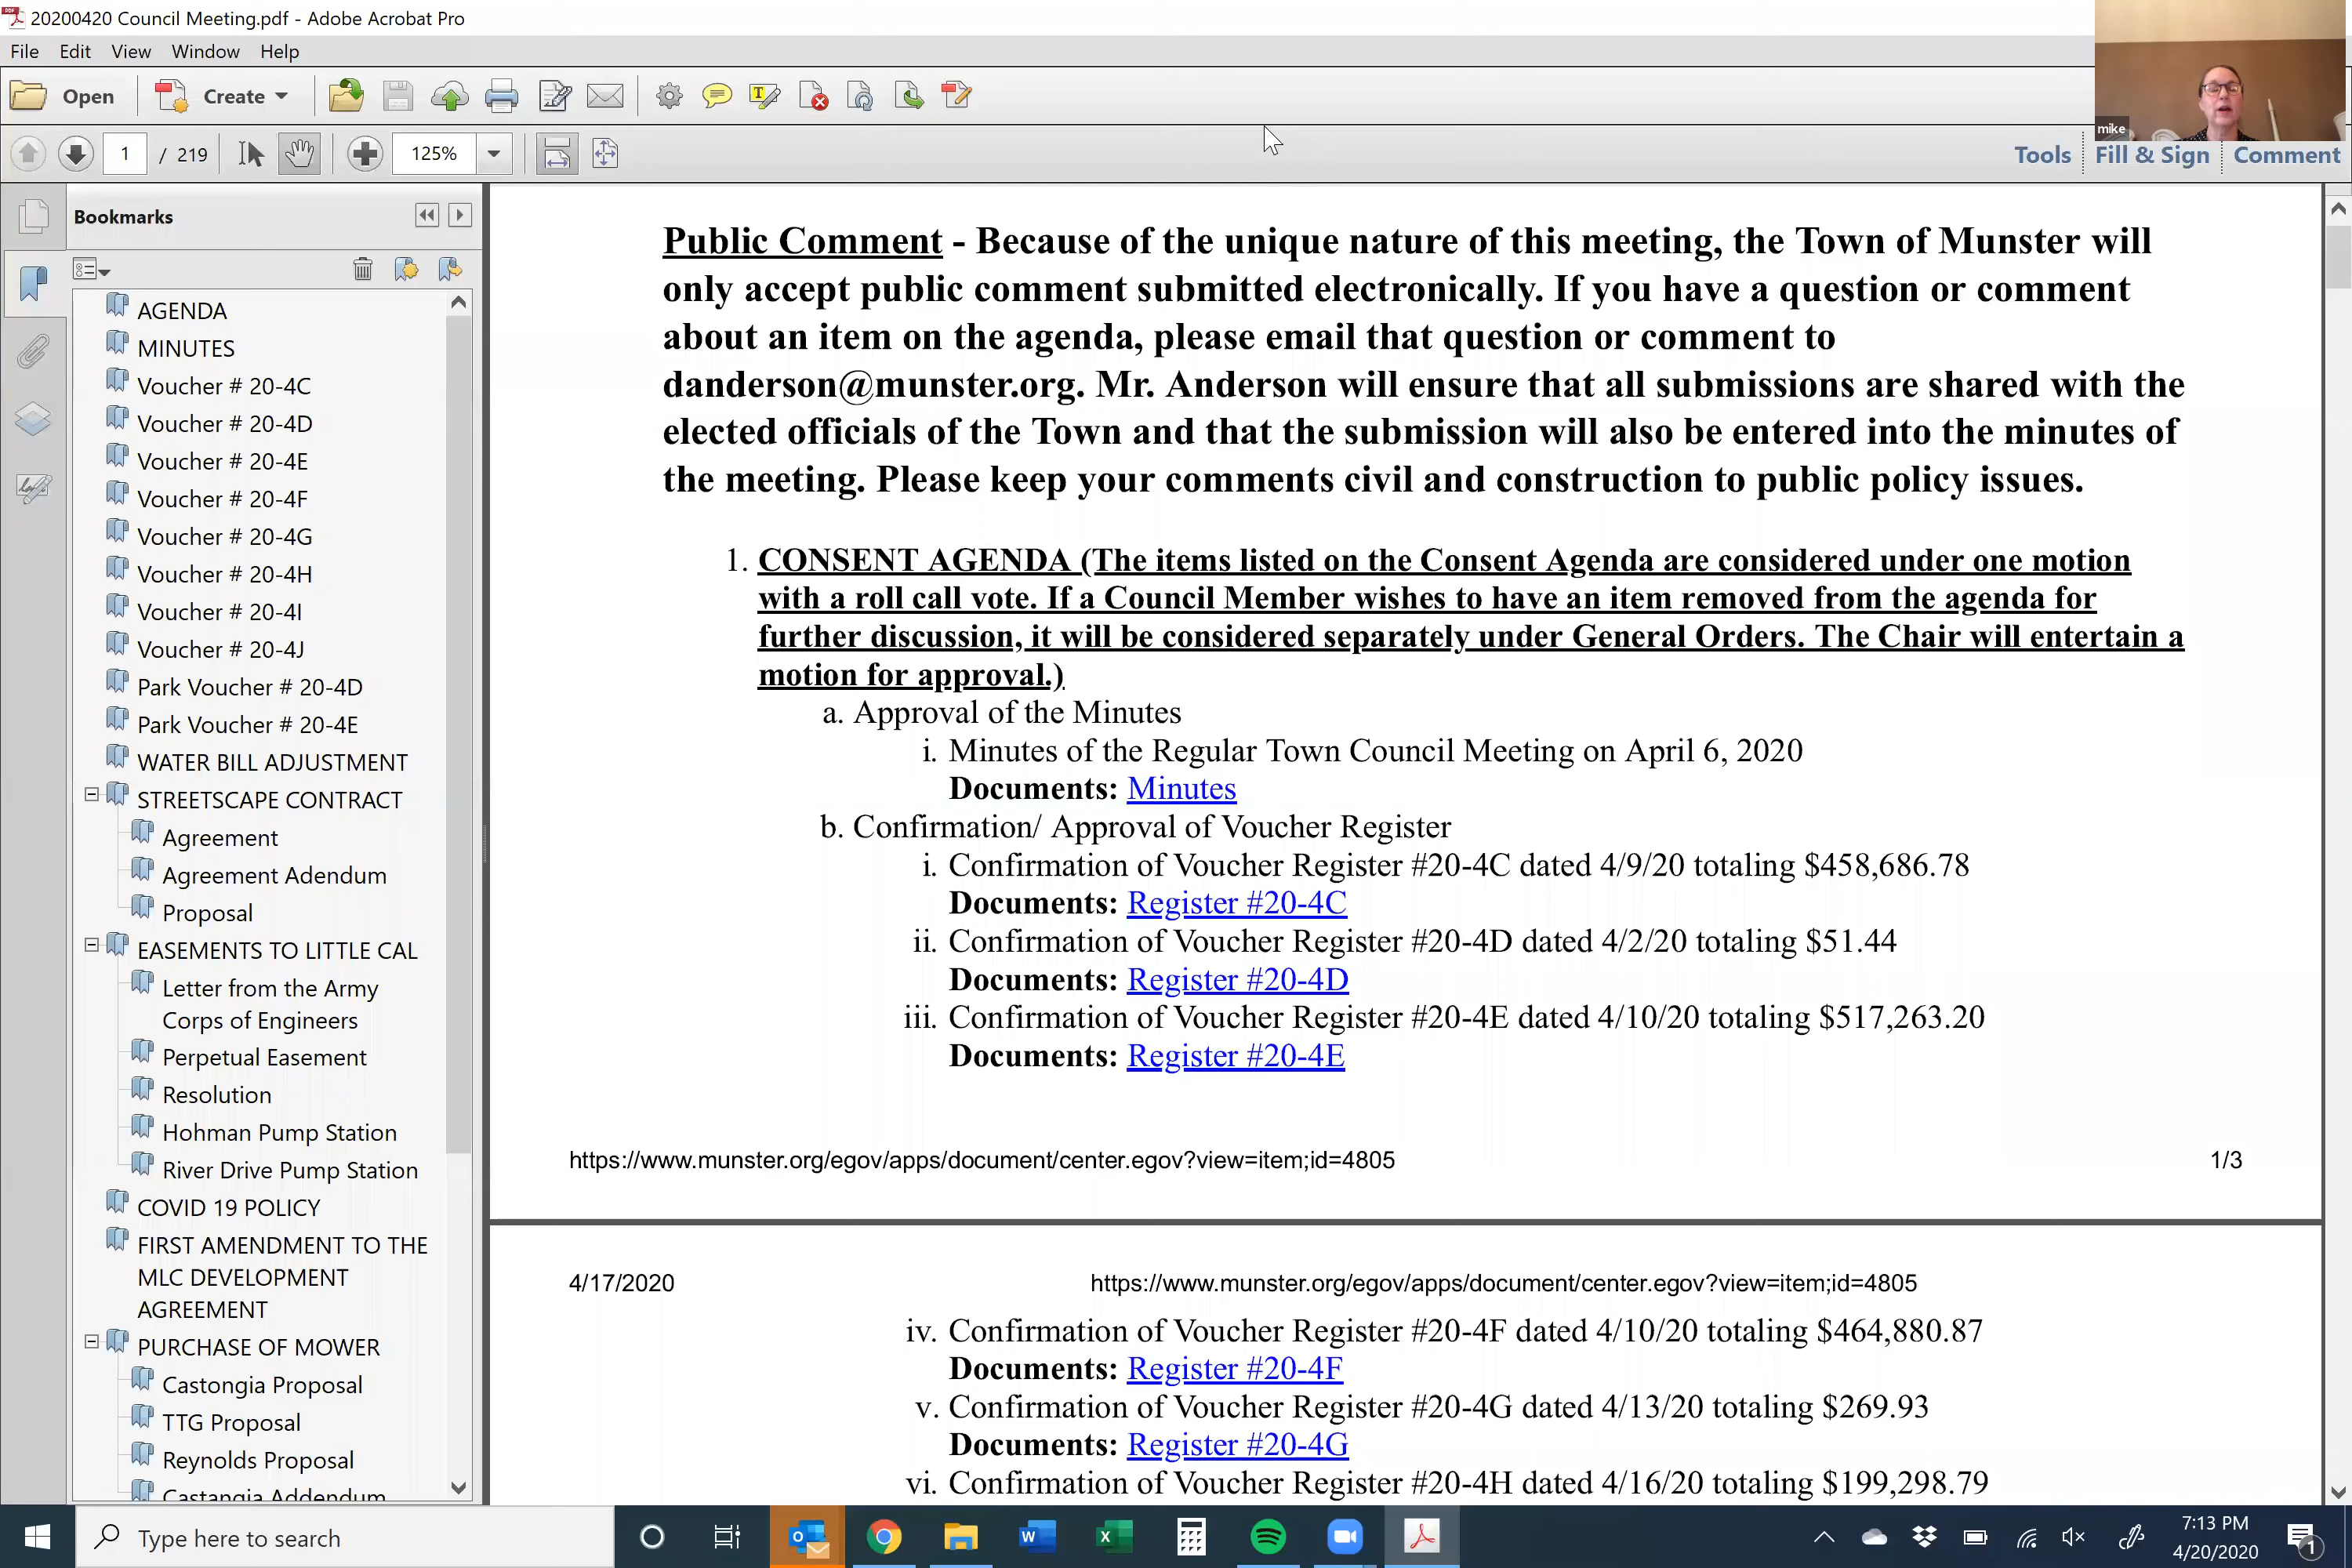 20200420 Council Meeting.pdf - Adobe Acrobat Pro
File Edit View Window Help
Open Create
mike
1 / 219 125%
Tools Fill & Sign Comment
Bookmarks
AGENDA
MINUTES
Voucher # 20-4C
Voucher # 20-4D
Voucher # 20-4E
Voucher # 20-4F
Voucher # 20-4G
Voucher # 20-4H
Voucher # 20-4I
Voucher # 20-4J
Park Voucher # 20-4D
Park Voucher # 20-4E
WATER BILL ADJUSTMENT
STREETSCAPE CONTRACT
Agreement
Agreement Adendum
Proposal
EASEMENTS TO LITTLE CAL
Letter from the Army
Corps of Engineers
Perpetual Easement
Resolution
Hohman Pump Station
River Drive Pump Station
COVID 19 POLICY
FIRST AMENDMENT TO THE
MLC DEVELOPMENT
AGREEMENT
PURCHASE OF MOWER
Castongia Proposal
TTG Proposal
Reynolds Proposal
Castangia Addendum
Public Comment - Because of the unique nature of this meeting, the Town of Munster will
only accept public comment submitted electronically. If you have a question or comment
about an item on the agenda, please email that question or comment to
danderson@munster.org. Mr. Anderson will ensure that all submissions are shared with the
elected officials of the Town and that the submission will also be entered into the minutes of
the meeting. Please keep your comments civil and construction to public policy issues.
1. CONSENT AGENDA (The items listed on the Consent Agenda are considered under one motion
with a roll call vote. If a Council Member wishes to have an item removed from the agenda for
further discussion, it will be considered separately under General Orders. The Chair will entertain a
motion for approval.)
a. Approval of the Minutes
i. Minutes of the Regular Town Council Meeting on April 6, 2020
Documents: Minutes
b. Confirmation/ Approval of Voucher Register
i. Confirmation of Voucher Register #20-4C dated 4/9/20 totaling $458,686.78
Documents: Register #20-4C
ii. Confirmation of Voucher Register #20-4D dated 4/2/20 totaling $51.44
Documents: Register #20-4D
iii. Confirmation of Voucher Register #20-4E dated 4/10/20 totaling $517,263.20
Documents: Register #20-4E
https://www.munster.org/egov/apps/document/center.egov?view=item;id=4805 1/3
4/17/2020 https://www.munster.org/egov/apps/document/center.egov?view=item;id=4805
iv. Confirmation of Voucher Register #20-4F dated 4/10/20 totaling $464,880.87
Documents: Register #20-4F
v. Confirmation of Voucher Register #20-4G dated 4/13/20 totaling $269.93
Documents: Register #20-4G
vi. Confirmation of Voucher Register #20-4H dated 4/16/20 totaling $199,298.79
Type here to search
7:13 PM
4/20/2020
1